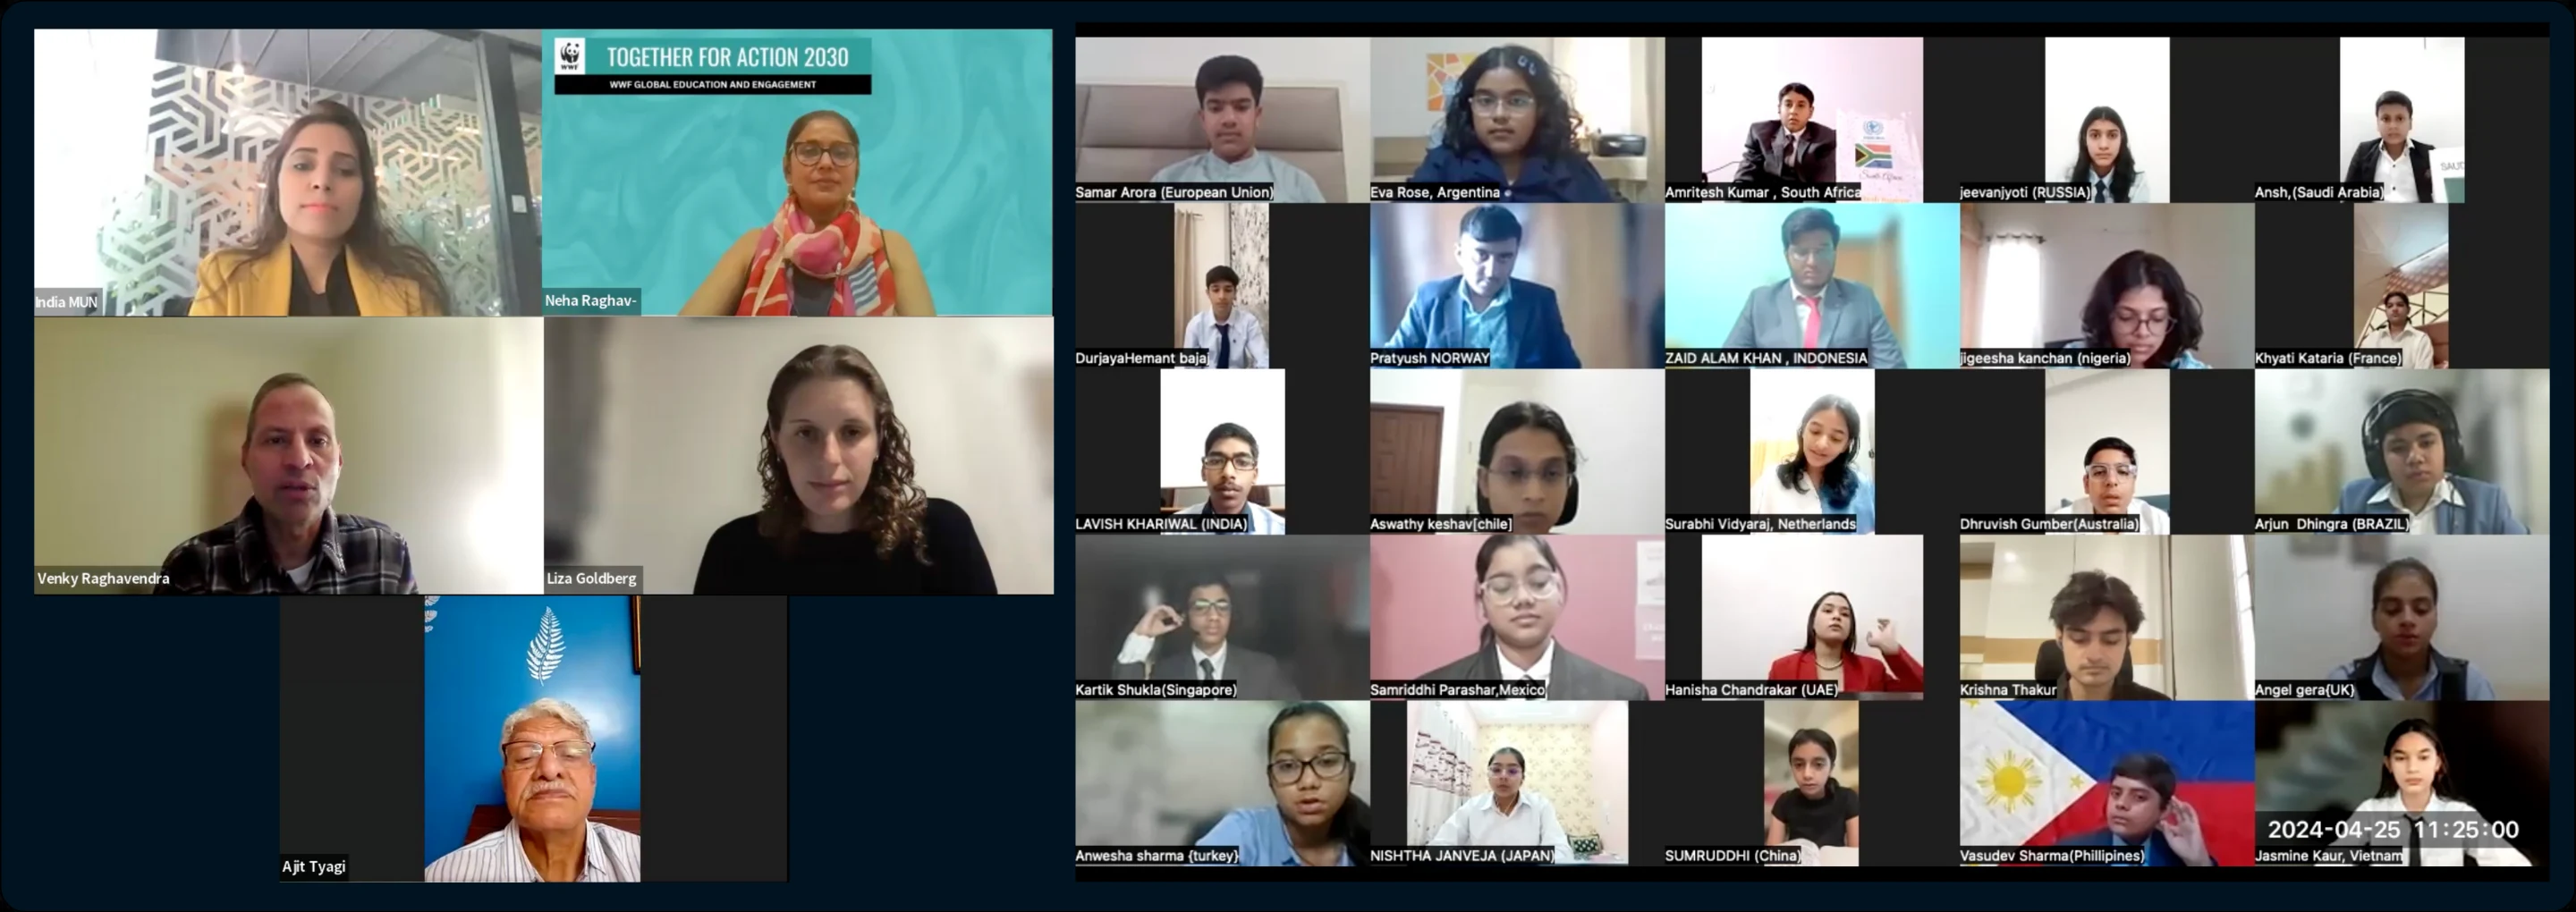 WWF
TOGETHER FOR ACTION 2030
WWF GLOBAL EDUCATION AND ENGAGEMENT
India MUN
Neha Raghav-
Venky Raghavendra
Liza Goldberg
Ajit Tyagi
Samar Arora (European Union)
Eva Rose, Argentina
Amritesh Kumar , South Africa
South Africa
jeevanjyoti (RUSSIA)
Ansh,(Saudi Arabia)
SAUD
DurjayaHemant bajaj
Pratyush NORWAY
ZAID ALAM KHAN , INDONESIA
jigeesha kanchan (nigeria)
Khyati Kataria (France)
LAVISH KHARIWAL (INDIA)
Aswathy keshav[chile]
Surabhi Vidyaraj, Netherlands
Dhruvish Gumber(Australia)
Arjun Dhingra (BRAZIL)
Kartik Shukla(Singapore)
Samriddhi Parashar,Mexico
Hanisha Chandrakar (UAE)
Krishna Thakur
Angel gera{UK}
Anwesha sharma {turkey}
NISHTHA JANVEJA (JAPAN)
SUMRUDDHI (China)
Vasudev Sharma(Phillipines)
2024-04-25 11:25:00
Jasmine Kaur, Vietnam